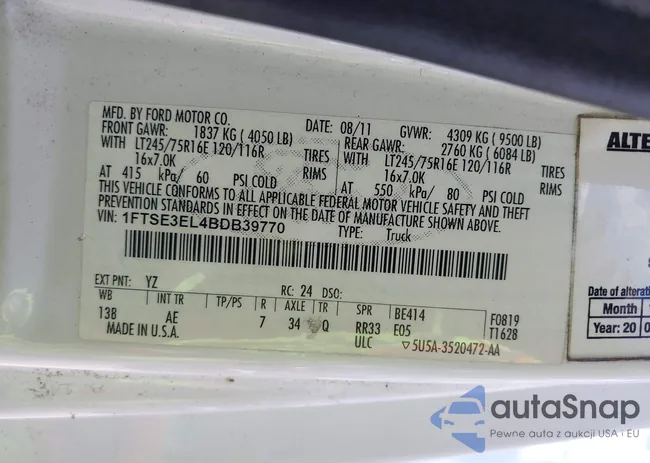 MFD. BY FORD MOTOR CO.
DATE: 08/11 GVWR: 4309 KG (9500 LB)
FRONT GAWR: 1837 KG (4050 LB) REAR GAWR: 2760 KG (6084 LB)
WITH LT245/75R16E 120/116R TIRES WITH LT245/75R16E 120/116R TIRES
16x7.0K RIMS 16x7.0K RIMS
AT 415 kPa/ 60 PSI COLD AT 550 kPa/ 80 PSI COLD
THIS VEHICLE CONFORMS TO ALL APPLICABLE FEDERAL MOTOR VEHICLE SAFETY AND THEFT
PREVENTION STANDARDS IN EFFECT ON THE DATE OF MANUFACTURE SHOWN ABOVE.
VIN: 1FTSE3EL4BDB39770 TYPE: Truck
EXT PNT: YZ RC: 24 DSO:
WB INT TR TP/PS R AXLE TR SPR BE414 F0819
138 AE 7 34 Q RR33 E05 T1628
MADE IN U.S.A. ULC 5U5A-3520472-AA
ALTE
Date of alterati
Month
Year: 20
autaSnap
Pewne auta z aukcji USA i EU